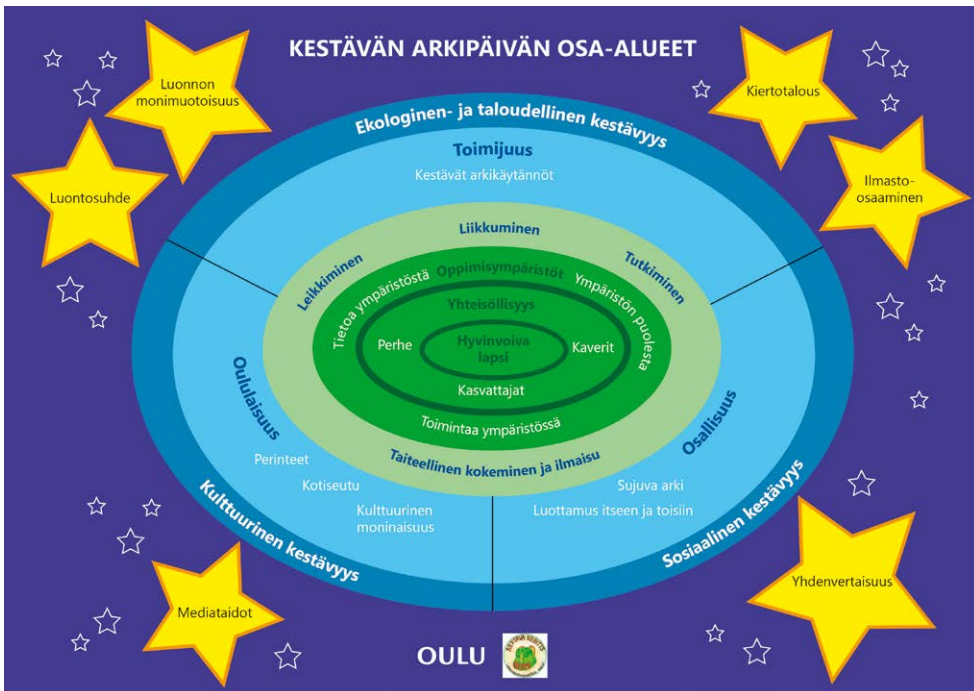 KESTÄVÄN ARKIPÄIVÄN OSA-ALUEET
Luonnon
monimuotoisuus
Luontosuhde
Kiertotalous
Ilmasto-
osaaminen
Ekologinen- ja taloudellinen kestävyys
Toimijuus
Kestävät arkikäytännöt
Leikkiminen
Liikkuminen
Tutkiminen
Tietoa ympäristöstä
Oppimisympäristöt
Ympäristön puolesta
Yhteisöllisyys
Perhe
Hyvinvoiva
lapsi
Kaverit
Kasvattajat
Toimintaa ympäristössä
Taiteellinen kokeminen ja ilmaisu
Oululaisuus
Perinteet
Kotiseutu
Kulttuurinen
moninaisuus
Osallisuus
Sujuva arki
Luottamus itseen ja toisiin
Kulttuurinen kestävyys
Sosiaalinen kestävyys
Mediataidot
Yhdenvertaisuus
OULU